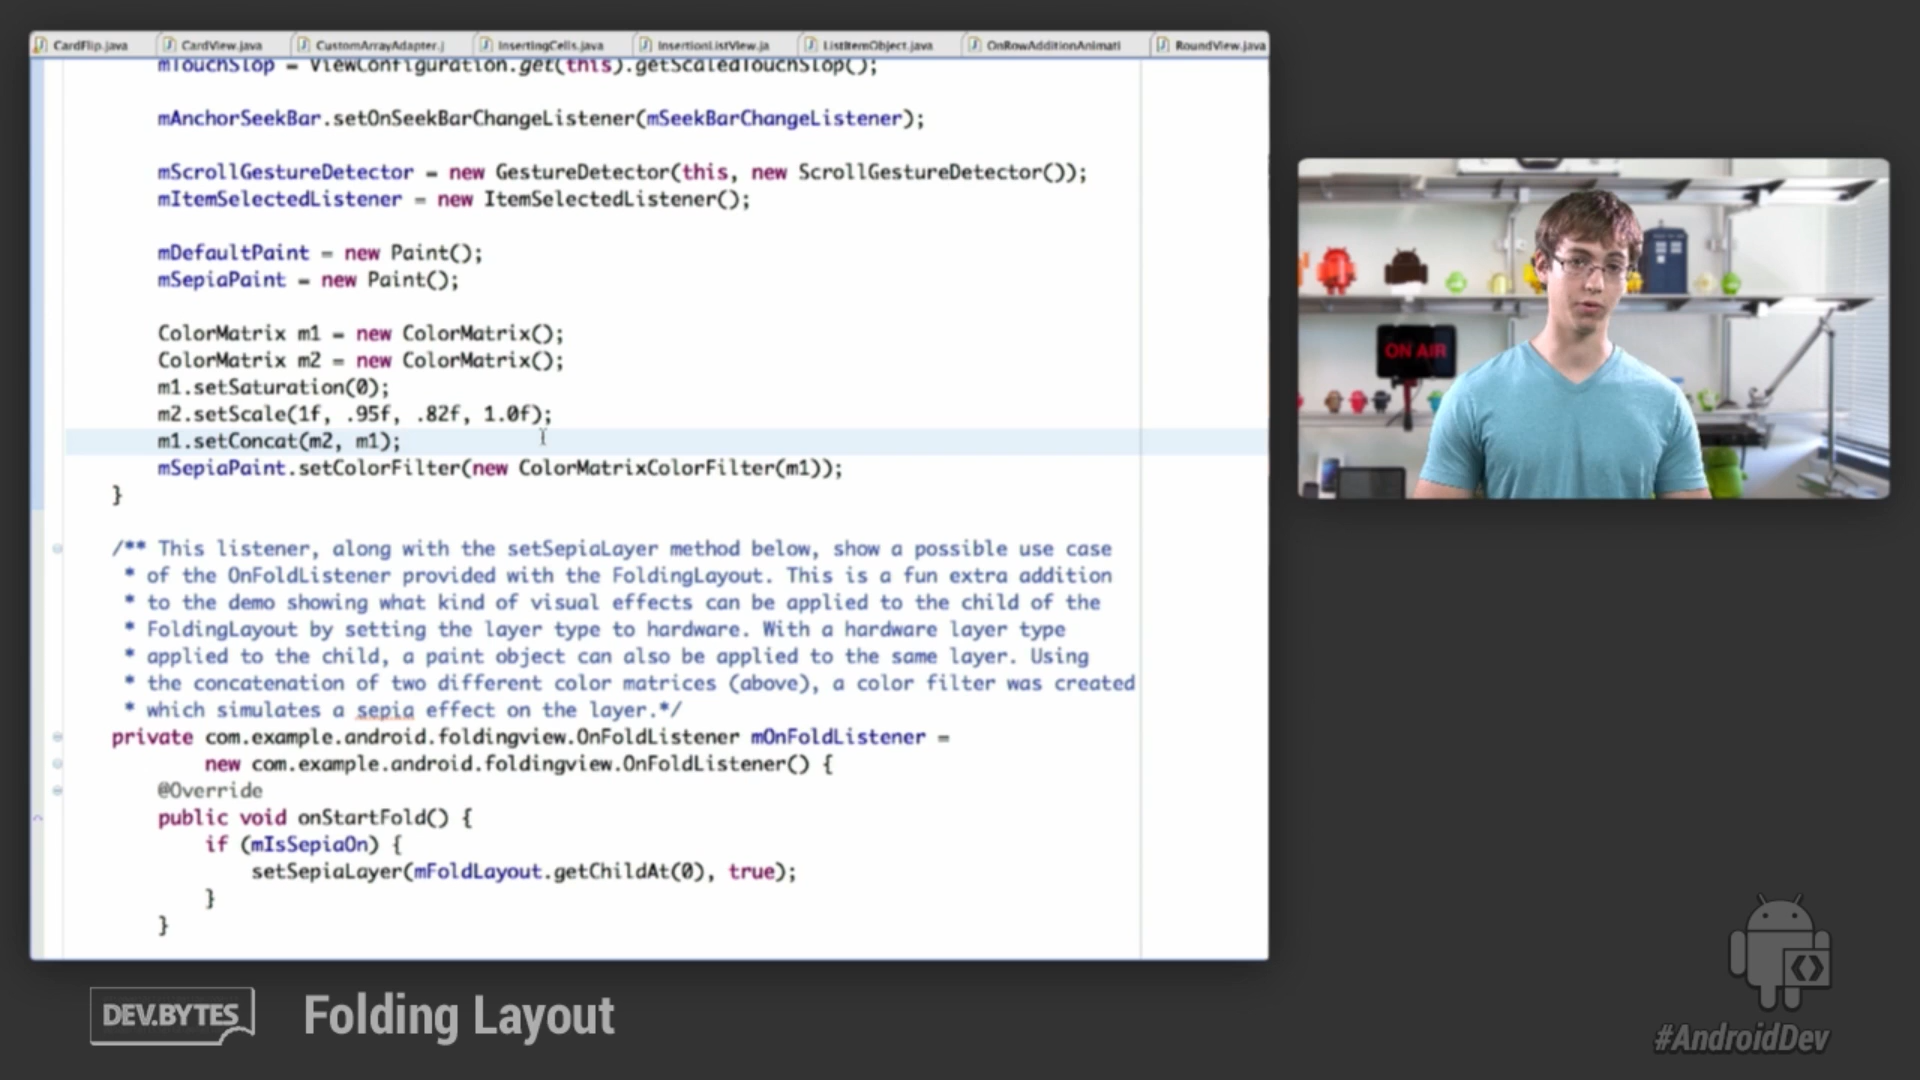 CardFlip.java CardView.java CustomArrayAdapter.j InsertingCells.java InsertionListView.ja ListItemObject.java OnRowAdditionAnimati RoundView.java
mTouchSlop = ViewConfiguration.get(this).getScaledTouchSlop();
mAnchorSeekBar.setOnSeekBarChangeListener(mSeekBarChangeListener);
mScrollGestureDetector = new GestureDetector(this, new ScrollGestureDetector());
mItemSelectedListener = new ItemSelectedListener();
mDefaultPaint = new Paint();
mSepiaPaint = new Paint();
ColorMatrix m1 = new ColorMatrix();
ColorMatrix m2 = new ColorMatrix();
m1.setSaturation(0);
m2.setScale(1f, .95f, .82f, 1.0f);
m1.setConcat(m2, m1);
mSepiaPaint.setColorFilter(new ColorMatrixColorFilter(m1));
}
/** This listener, along with the setSepiaLayer method below, show a possible use case
* of the OnFoldListener provided with the FoldingLayout. This is a fun extra addition
* to the demo showing what kind of visual effects can be applied to the child of the
* FoldingLayout by setting the layer type to hardware. With a hardware layer type
* applied to the child, a paint object can also be applied to the same layer. Using
* the concatenation of two different color matrices (above), a color filter was created
* which simulates a sepia effect on the layer.*/
private com.example.android.foldingview.OnFoldListener mOnFoldListener =
new com.example.android.foldingview.OnFoldListener() {
@Override
public void onStartFold() {
if (mIsSepiaOn) {
setSepiaLayer(mFoldLayout.getChildAt(0), true);
}
}
ON AIR
DEV.BYTES Folding Layout
#AndroidDev